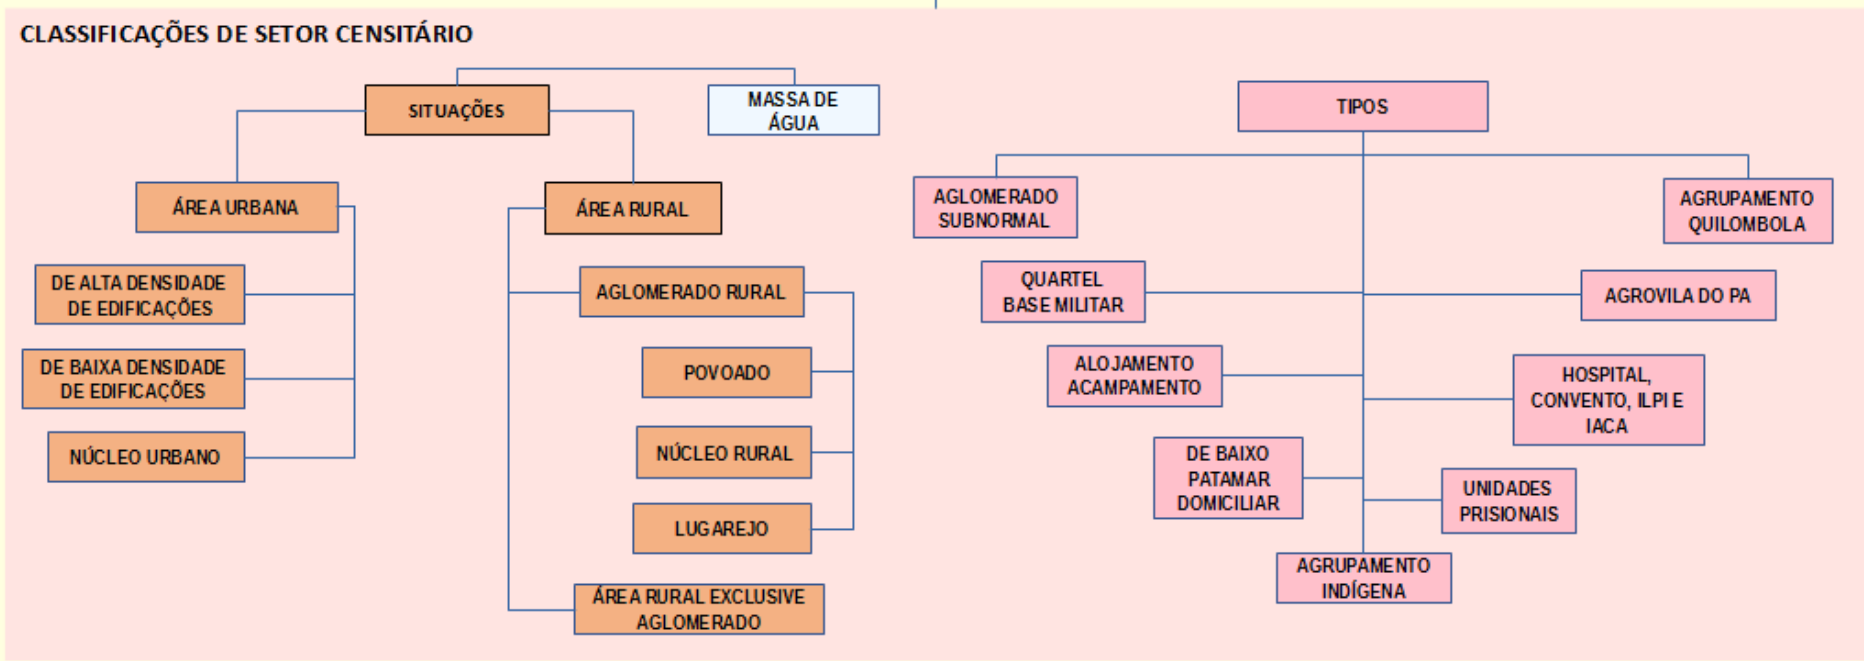 CLASSIFICAÇÕES DE SETOR CENSITÁRIO
SITUAÇÕES
MASSA DE
ÁGUA
ÁREA URBANA
DE ALTA DENSIDADE
DE EDIFICAÇÕES
DE BAIXA DENSIDADE
DE EDIFICAÇÕES
NÚCLEO URBANO
ÁREA RURAL
AGLOMERADO RURAL
POVOADO
NÚCLEO RURAL
LUGAREJO
ÁREA RURAL EXCLUSIVE
AGLOMERADO
TIPOS
AGLOMERADO
SUBNORMAL
AGRUPAMENTO
QUILOMBOLA
QUARTEL
BASE MILITAR
AGROVILA DO PA
ALOJAMENTO
ACAMPAMENTO
HOSPITAL,
CONVENTO, ILPI E
IACA
DE BAIXO
PATAMAR
DOMICILIAR
UNIDADES
PRISIONAIS
AGRUPAMENTO
INDÍGENA